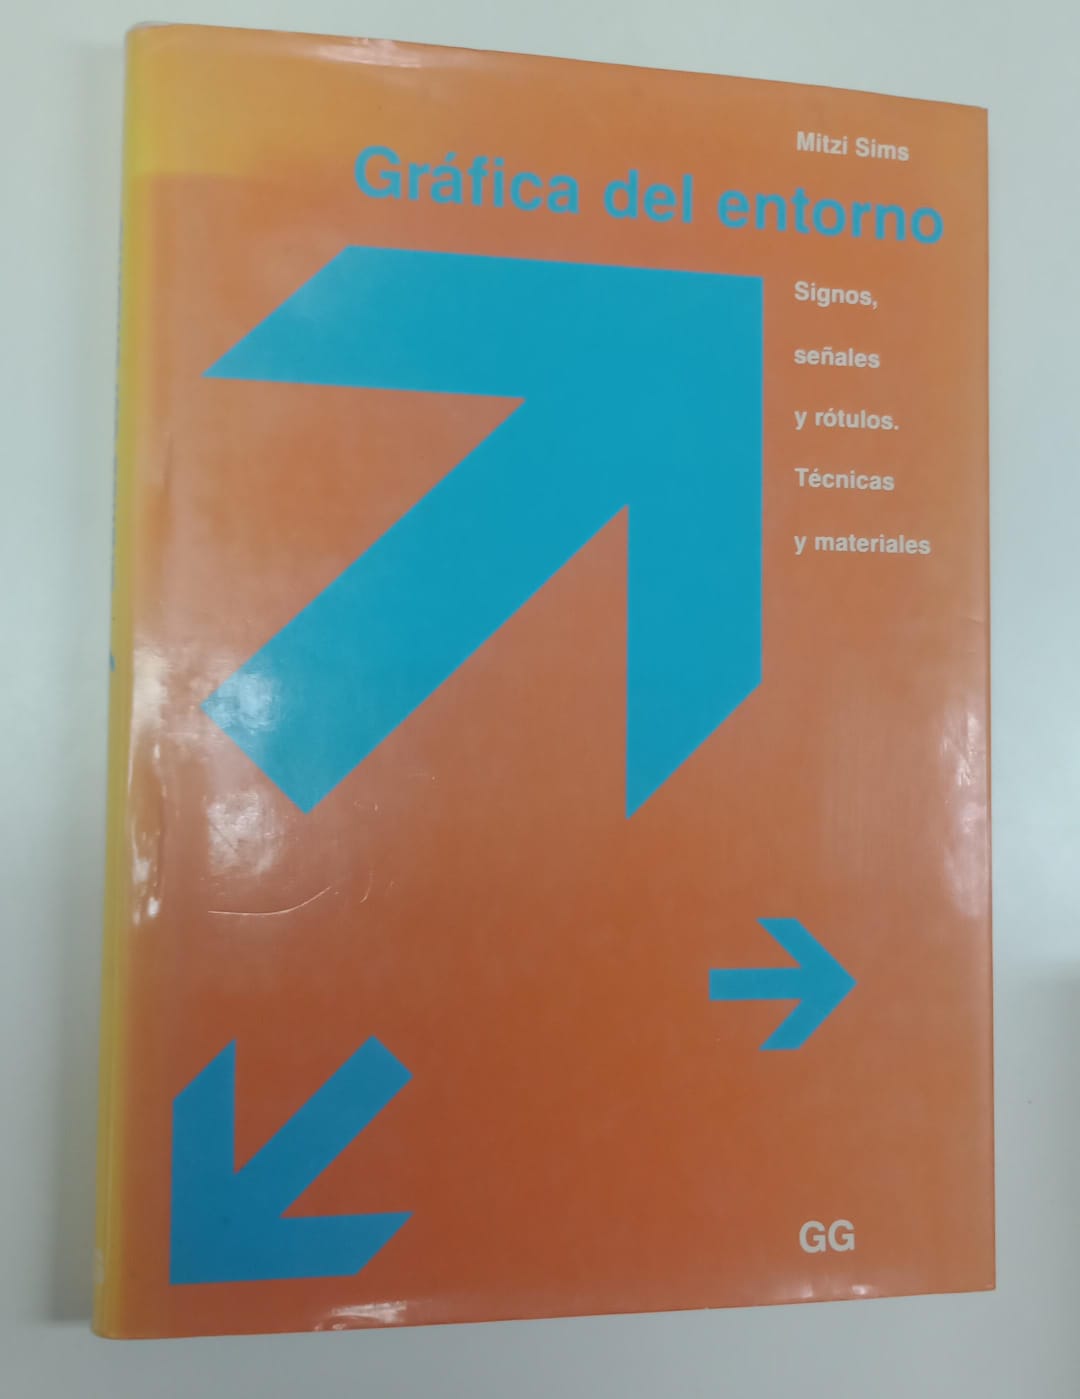 Mitzi Sims
Gráfica del entorno
Signos,
señales
y rótulos.
Técnicas
y materiales
GG